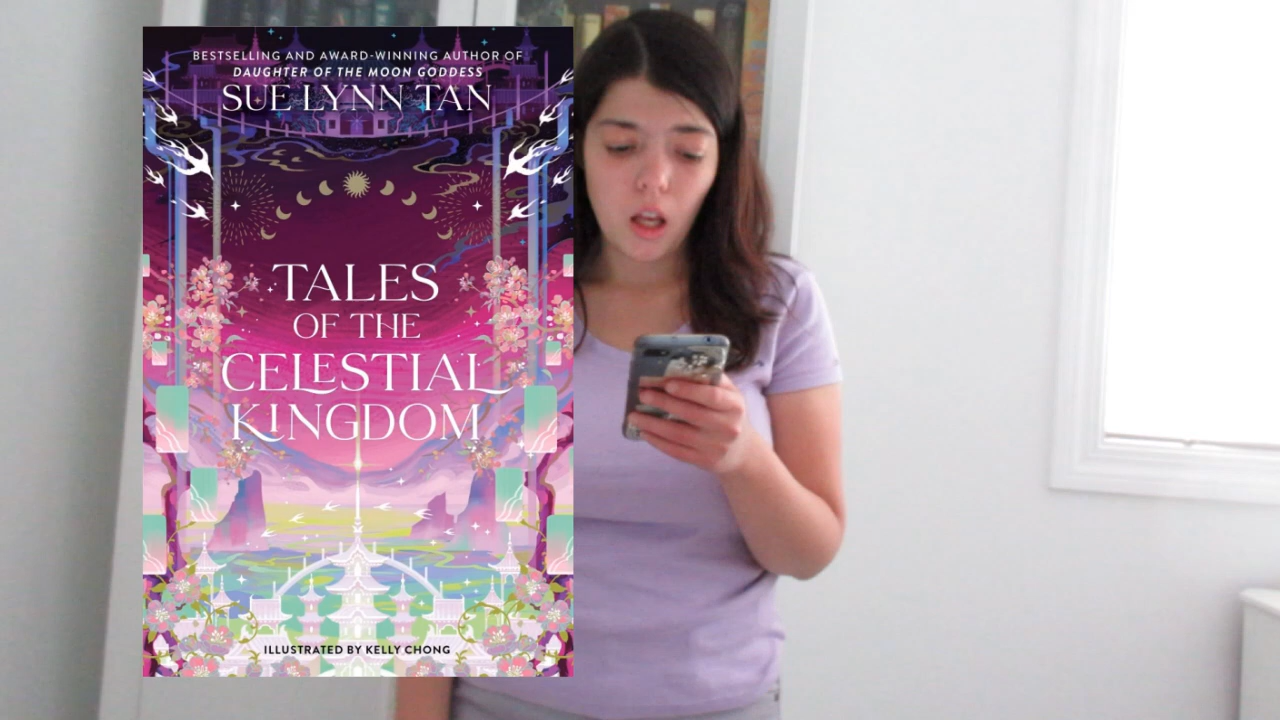 BESTSELLING AND AWARD-WINNING AUTHOR OF
DAUGHTER OF THE MOON GODDESS
SUE LYNN TAN
TALES
OF THE
CELESTIAL
KINGDOM
ILLUSTRATED BY KELLY CHONG